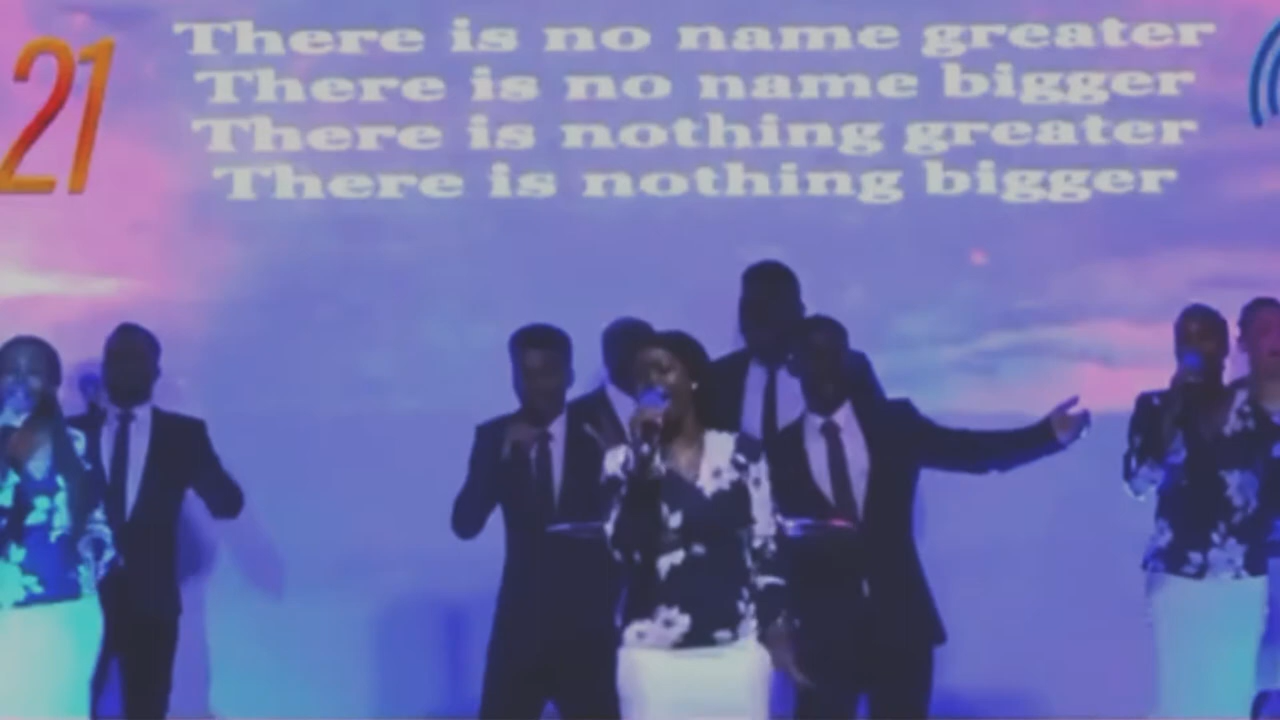 21
There is no name greater
There is no name bigger
There is nothing greater
There is nothing bigger